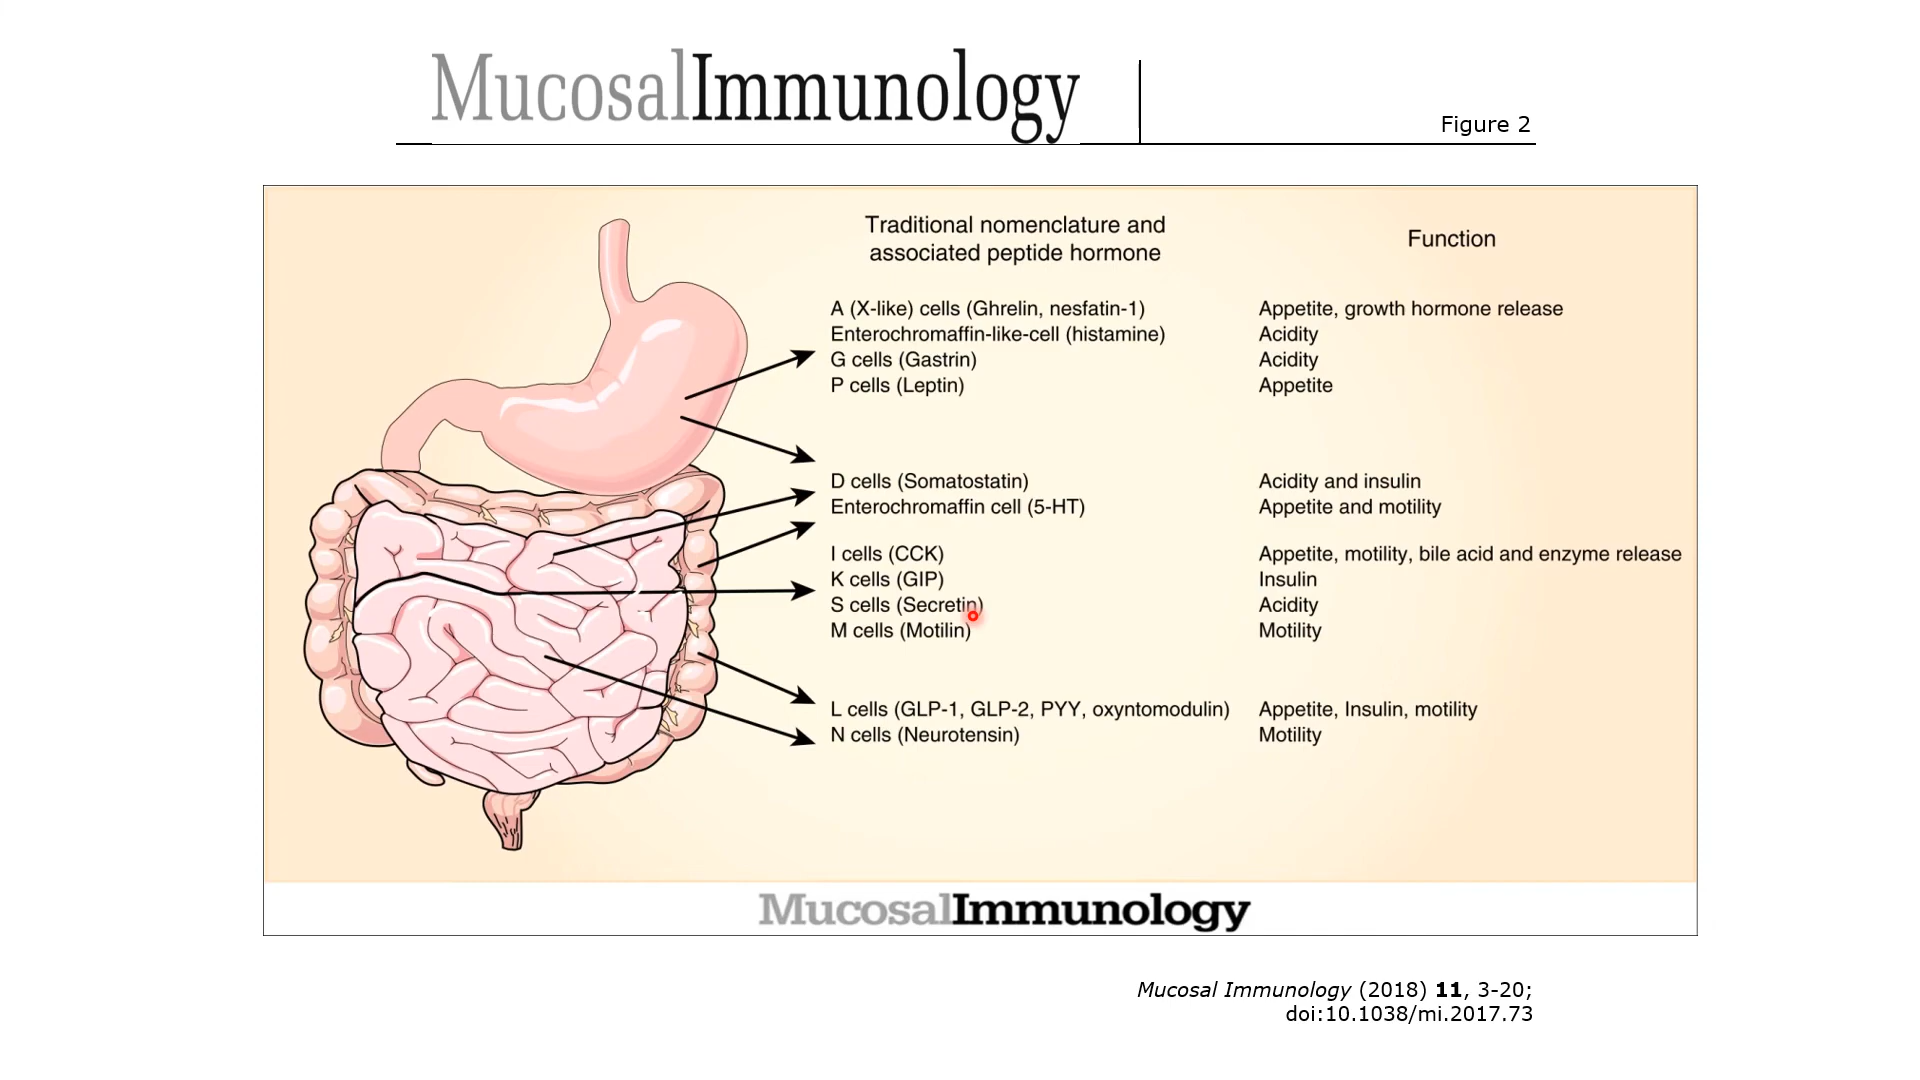 MucosalImmunology
Figure 2
Traditional nomenclature and
associated peptide hormone
Function
A (X-like) cells (Ghrelin, nesfatin-1)
Appetite, growth hormone release
Enterochromaffin-like-cell (histamine)
Acidity
G cells (Gastrin)
Acidity
P cells (Leptin)
Appetite
D cells (Somatostatin)
Acidity and insulin
Enterochromaffin cell (5-HT)
Appetite and motility
I cells (CCK)
Appetite, motility, bile acid and enzyme release
K cells (GIP)
Insulin
S cells (Secretin)
Acidity
M cells (Motilin)
Motility
L cells (GLP-1, GLP-2, PYY, oxyntomodulin)
Appetite, Insulin, motility
N cells (Neurotensin)
Motility
MucosalImmunology
Mucosal Immunology (2018) 11, 3-20;
doi:10.1038/mi.2017.73